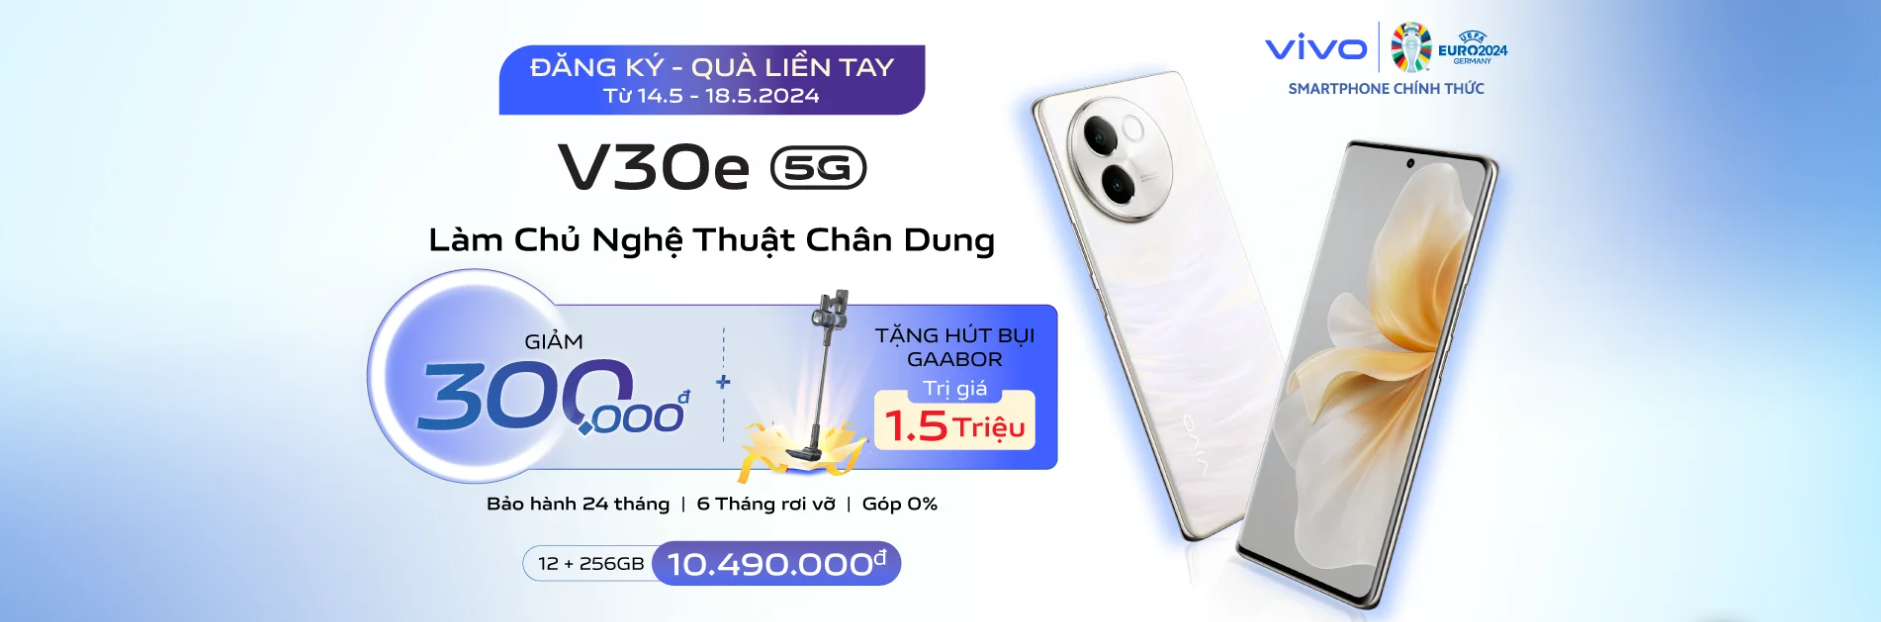 ĐĂNG KÝ - QUÀ LIỀN TAY
Từ 14.5 - 18.5.2024
V30e 5G
Làm Chủ Nghệ Thuật Chân Dung
GIẢM
300.000đ
+
TẶNG HÚT BỤI
GAABOR
Trị giá
1.5 Triệu
Bảo hành 24 tháng | 6 Tháng rơi vỡ | Góp 0%
12 + 256GB 10.490.000đ
vivo
UEFA
EURO2024
GERMANY
SMARTPHONE CHÍNH THỨC
vivo